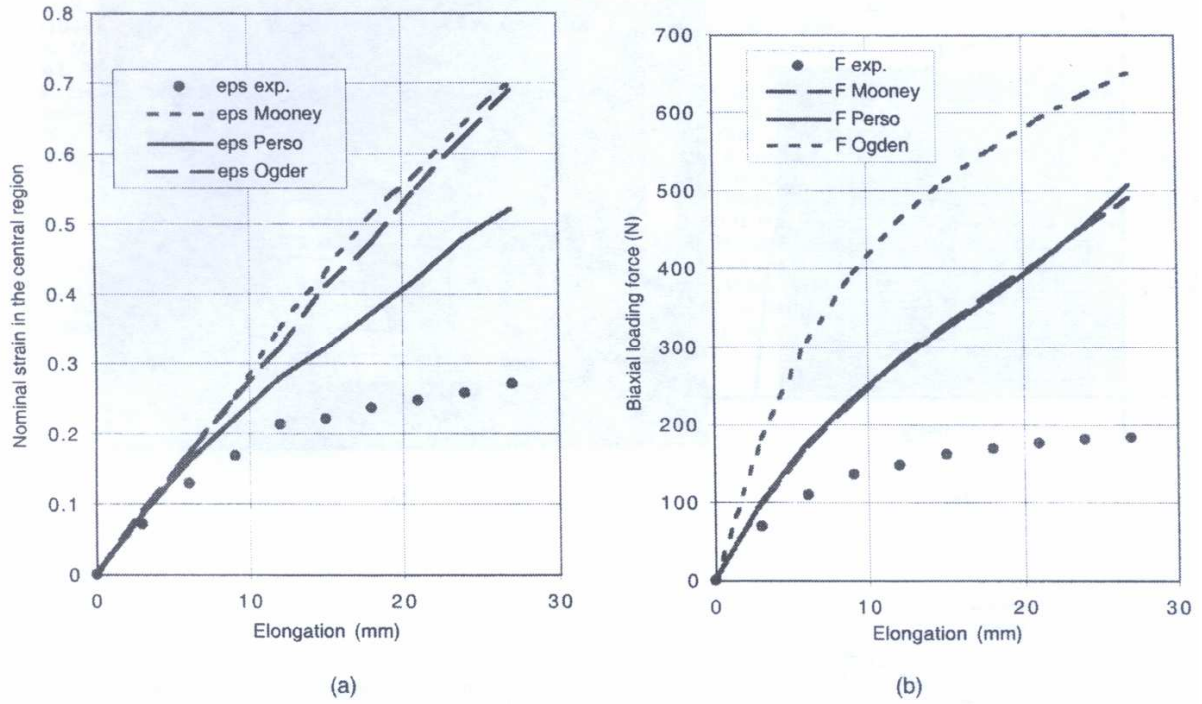 0.8
0.7
0.6
0.5
0.4
0.3
0.2
0.1
0
Nominal strain in the central region
eps exp.
eps Mooney
eps Perso
eps Ogder
0
10
20
30
Elongation (mm)
(a)
700
600
500
400
300
200
100
0
Biaxial loading force (N)
F exp.
F Mooney
F Perso
F Ogden
0
10
20
30
Elongation (mm)
(b)